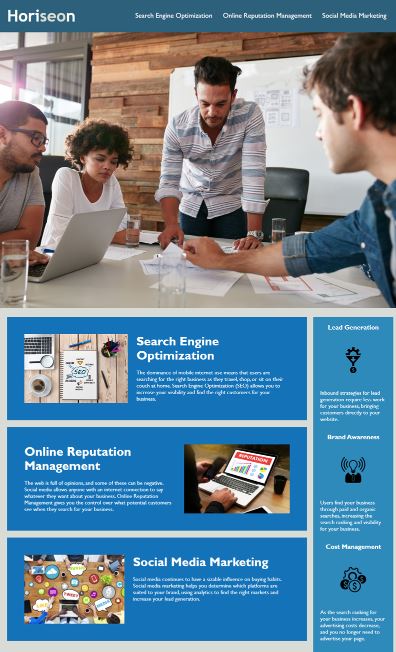 Horiseon
Search Engine Optimization
Online Reputation Management
Social Media Marketing
Search Engine
Optimization
The dominance of mobile internet use means that users are
searching for the right business as they travel, shop, or sit on their
couch at home. Search Engine Optimization (SEO) allows you to
increase your visibility and find the right customers for your
business.
Online Reputation
Management
The web is full of opinions, and some of these can be negative.
Social media allows anyone with an internet connection to say
whatever they want about your business. Online Reputation
Management gives you the control over what potential customers
see when they search for your business.
Social Media Marketing
Social media continues to have a sizable influence on buying habits.
Social media marketing helps you determine which platforms are
suited to your brand, using analytics to find the right markets and
increase your lead generation.
Lead Generation
Inbound strategies for lead
generation require less work
for your business, bringing
customers directly to your
website.
Brand Awareness
Users find your business
through paid and organic
searches, increasing the
search ranking and visibility
for your business.
Cost Management
As the search ranking for
your business increases, your
advertising costs decrease,
and you no longer need to
advertise your page.
SEO
REPUTATION
TWEET